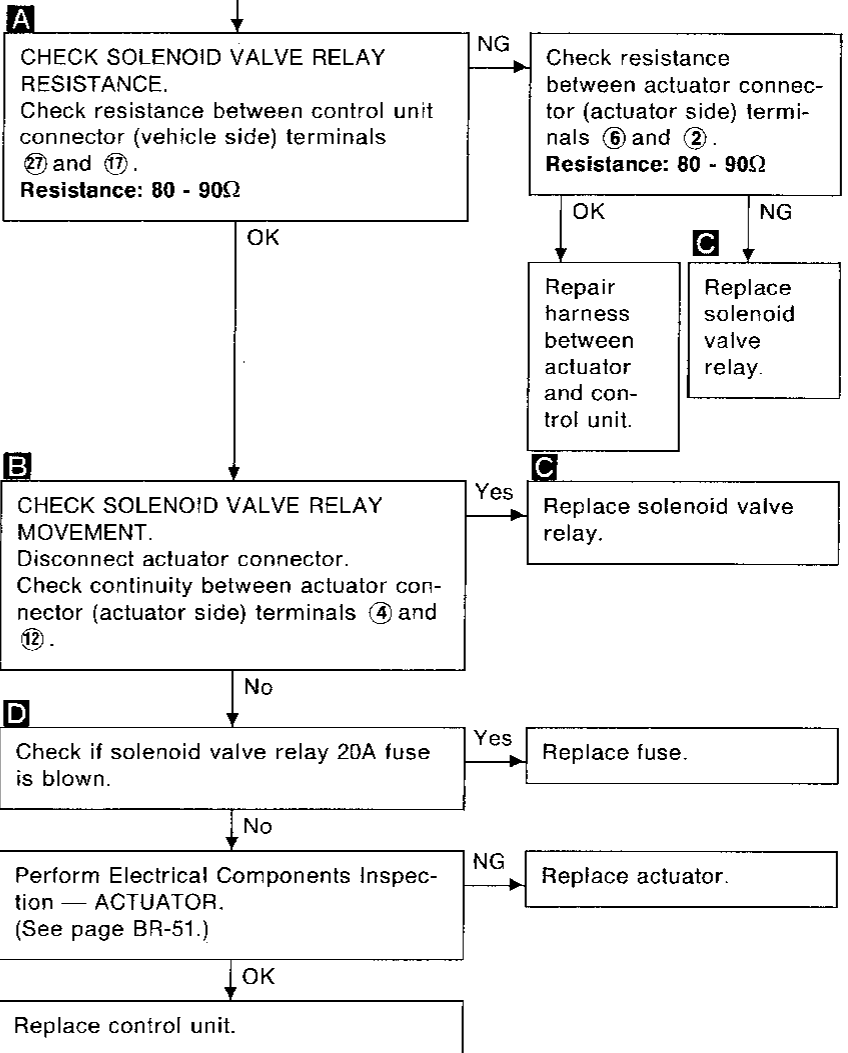 A
CHECK SOLENOID VALVE RELAY
RESISTANCE.
Check resistance between control unit
connector (vehicle side) terminals
㉗ and ⑰.
Resistance: 80 - 90Ω
NG
Check resistance
between actuator connec-
tor (actuator side) termi-
nals ⑥ and ②.
Resistance: 80 - 90Ω
OK
NG
Repair
harness
between
actuator
and con-
trol unit.
C
Replace
solenoid
valve
relay.
OK
B
CHECK SOLENOID VALVE RELAY
MOVEMENT.
Disconnect actuator connector.
Check continuity between actuator con-
nector (actuator side) terminals ④ and
⑫.
Yes
C
Replace solenoid valve
relay.
No
D
Check if solenoid valve relay 20A fuse
is blown.
Yes
Replace fuse.
No
Perform Electrical Components Inspec-
tion — ACTUATOR.
(See page BR-51.)
NG
Replace actuator.
OK
Replace control unit.